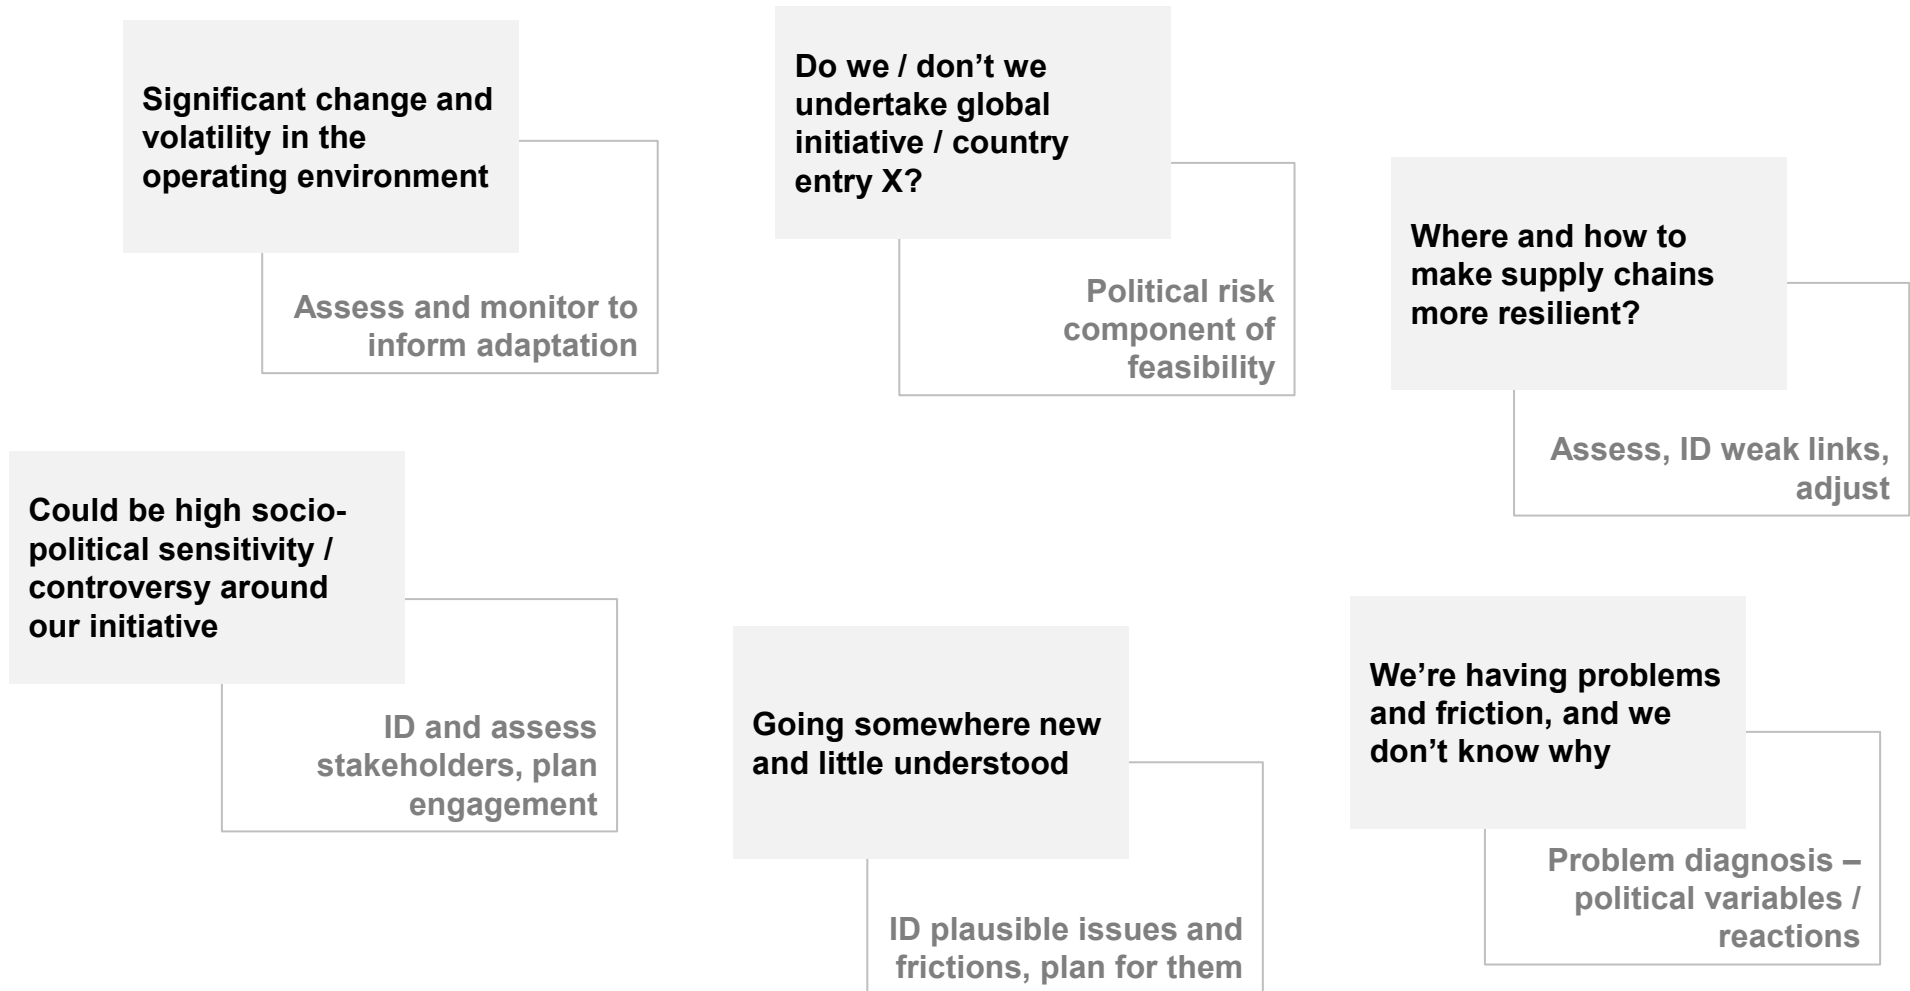 Significant change and
volatility in the
operating environment
Assess and monitor to
inform adaptation
Do we / don’t we
undertake global
initiative / country
entry X?
Political risk
component of
feasibility
Where and how to
make supply chains
more resilient?
Assess, ID weak links,
adjust
Could be high socio-
political sensitivity /
controversy around
our initiative
ID and assess
stakeholders, plan
engagement
Going somewhere new
and little understood
ID plausible issues and
frictions, plan for them
We’re having problems
and friction, and we
don’t know why
Problem diagnosis –
political variables /
reactions